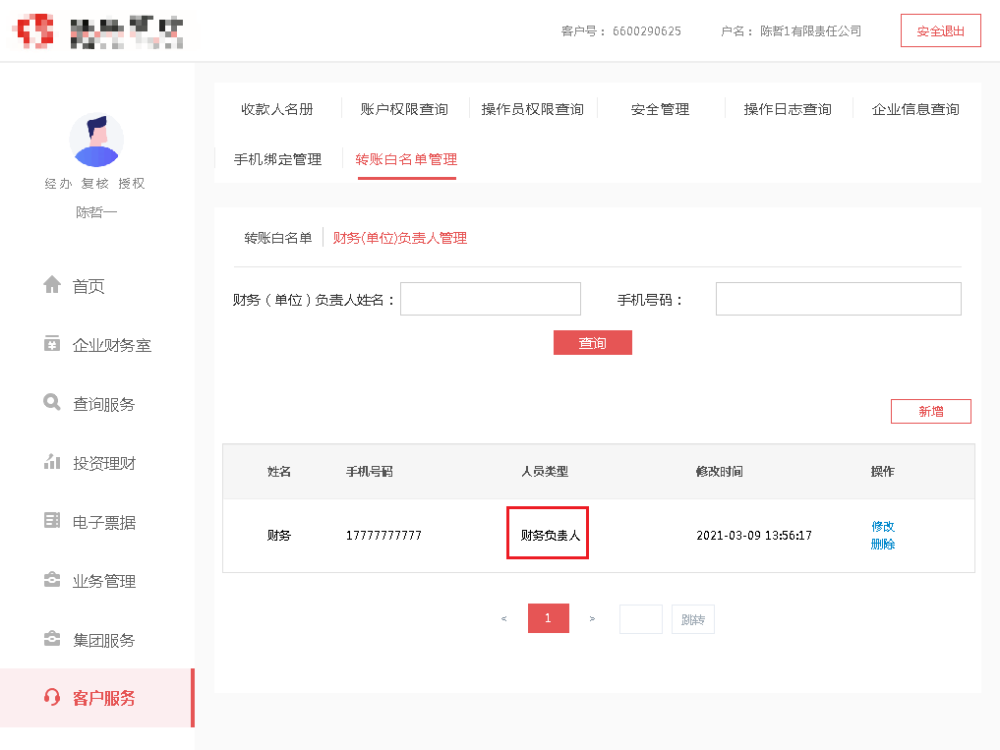 客户号： 6600290625 户名： 陈哲1有限责任公司 安全退出
收款人名册 账户权限查询 操作员权限查询 安全管理 操作日志查询 企业信息查询
手机绑定管理 转账白名单管理
经办 复核 授权
陈哲一
首页
企业财务室
查询服务
投资理财
电子票据
业务管理
集团服务
客户服务
转账白名单 财务(单位)负责人管理
财务（单位）负责人姓名： 手机号码：
查询
新增
姓名 手机号码 人员类型 修改时间 操作
财务 17777777777 财务负责人 2021-03-09 13:56:17 修改
删除
< 1 > 跳转